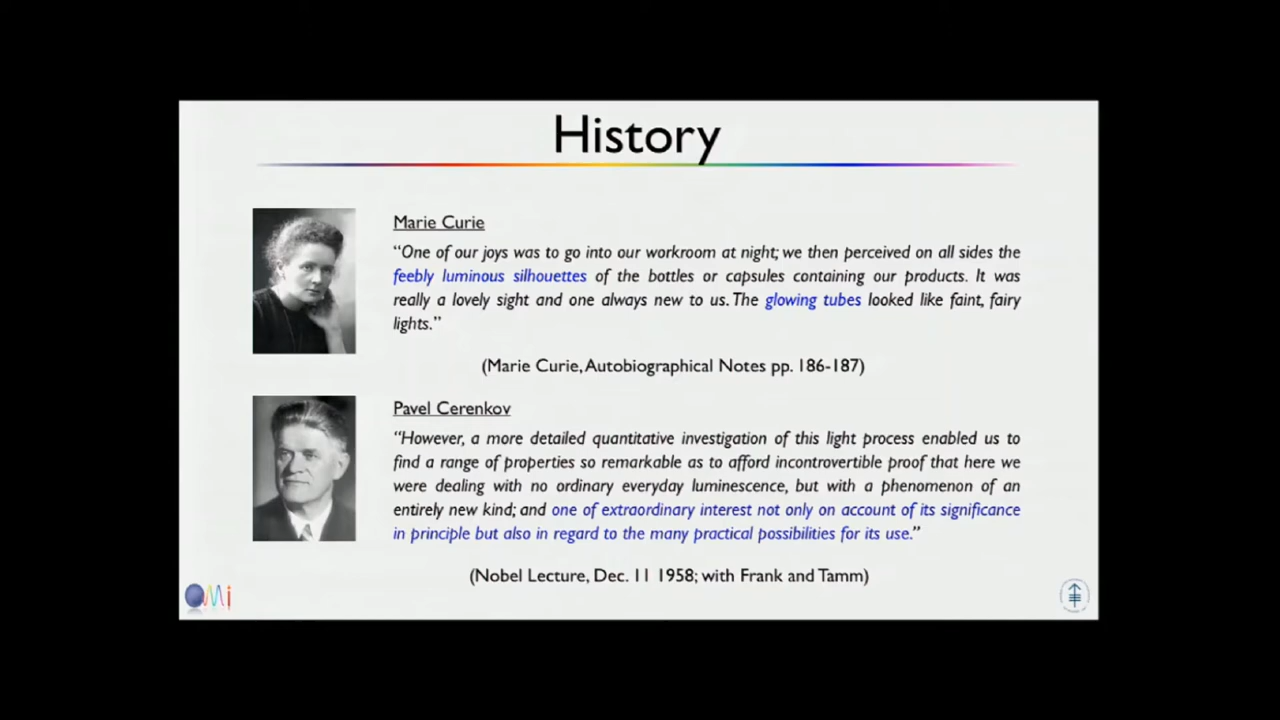 History
Marie Curie
“One of our joys was to go into our workroom at night; we then perceived on all sides the
feebly luminous silhouettes of the bottles or capsules containing our products. It was
really a lovely sight and one always new to us. The glowing tubes looked like faint, fairy
lights.”
(Marie Curie, Autobiographical Notes pp. 186-187)
Pavel Cerenkov
“However, a more detailed quantitative investigation of this light process enabled us to
find a range of properties so remarkable as to afford incontrovertible proof that here we
were dealing with no ordinary everyday luminescence, but with a phenomenon of an
entirely new kind; and one of extraordinary interest not only on account of its significance
in principle but also in regard to the many practical possibilities for its use.”
(Nobel Lecture, Dec. 11 1958; with Frank and Tamm)
OMi